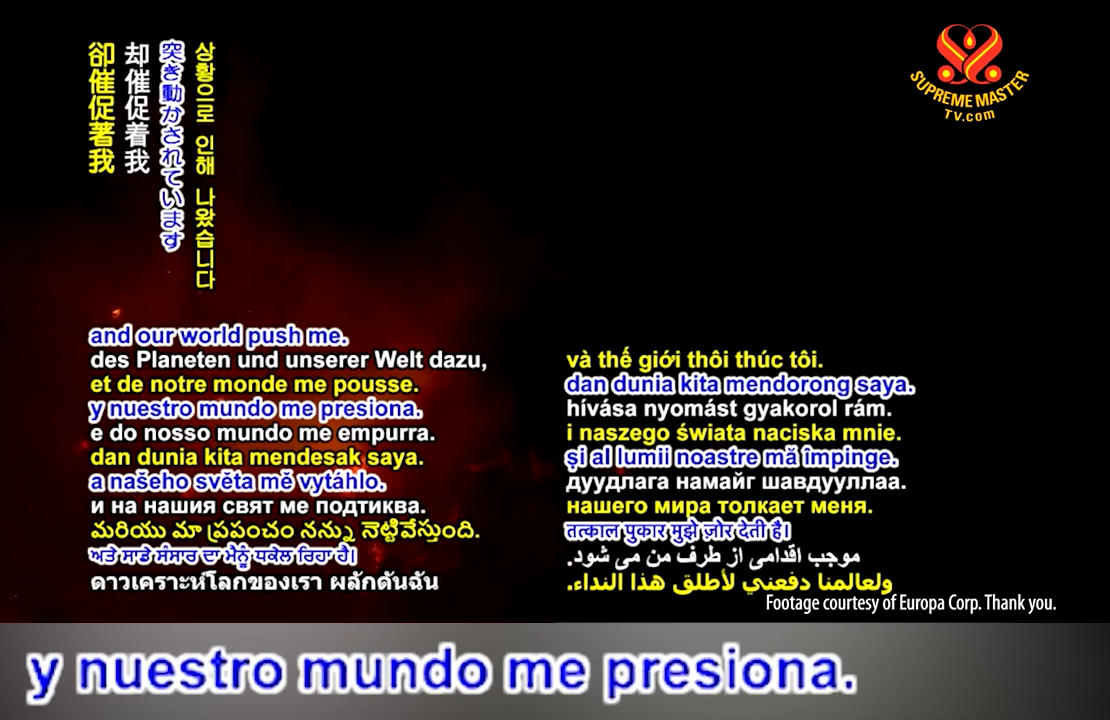 卻催促著我
却催促着我
突き動かされています
상황으로 인해 나왔습니다
SUPREME MASTER
TV.com
and our world push me.
des Planeten und unserer Welt dazu,
et de notre monde me pousse.
y nuestro mundo me presiona.
e do nosso mundo me empurra.
dan dunia kita mendesak saya.
a našeho světa mě vytáhlo.
и на нашия свят ме подтиква.
మరియు మా ప్రపంచం నన్ను నెట్టివేస్తుంది.
ਅਤੇ ਸਾਡੇ ਸੰਸਾਰ ਦਾ ਮੈਨੂੰ ਧਕੇਲ ਰਿਹਾ ਹੈ।
ดาวเคราะห์โลกของเรา ผลักดันฉัน
và thế giới thôi thúc tôi.
dan dunia kita mendorong saya.
hívása nyomást gyakorol rám.
i naszego świata naciska mnie.
și al lumii noastre mă împinge.
дуудлага намайг шавдууллаа.
нашего мира толкает меня.
तत्काल पुकार मुझे ज़ोर देती है।
موجب اقدامی از طرف من می شود.
ولعالمنا دفعني لأطلق هذا النداء.
Footage courtesy of Europa Corp. Thank you.
y nuestro mundo me presiona.